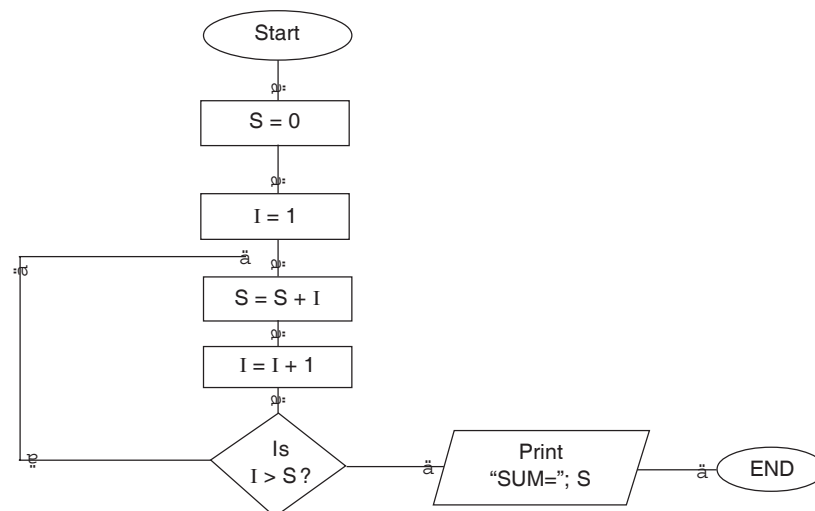 Start
S = 0
I = 1
S = S + I
I = I + 1
Is
I > S?
Print
“SUM=”; S
END